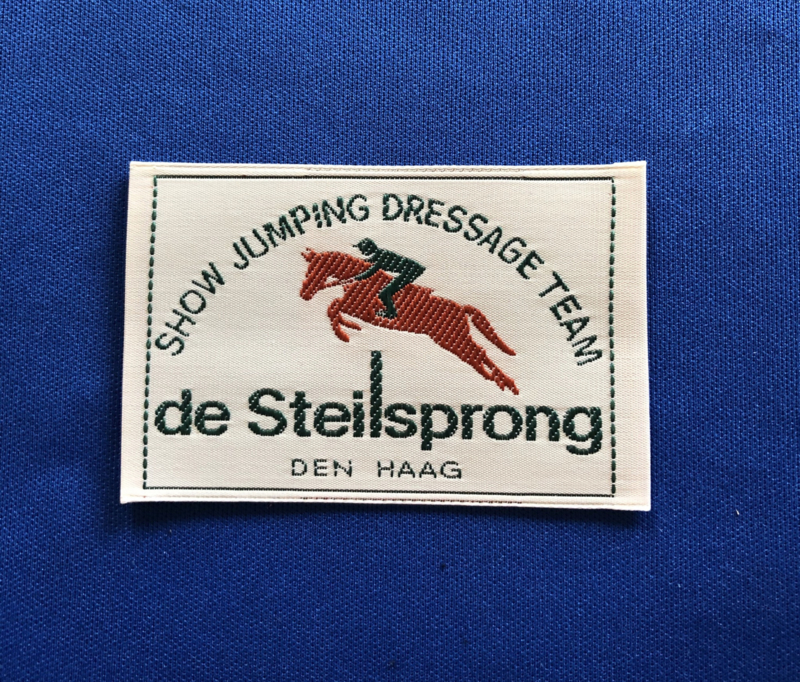 SHOW JUMPING DRESSAGE TEAM
de Steilsprong
DEN HAAG